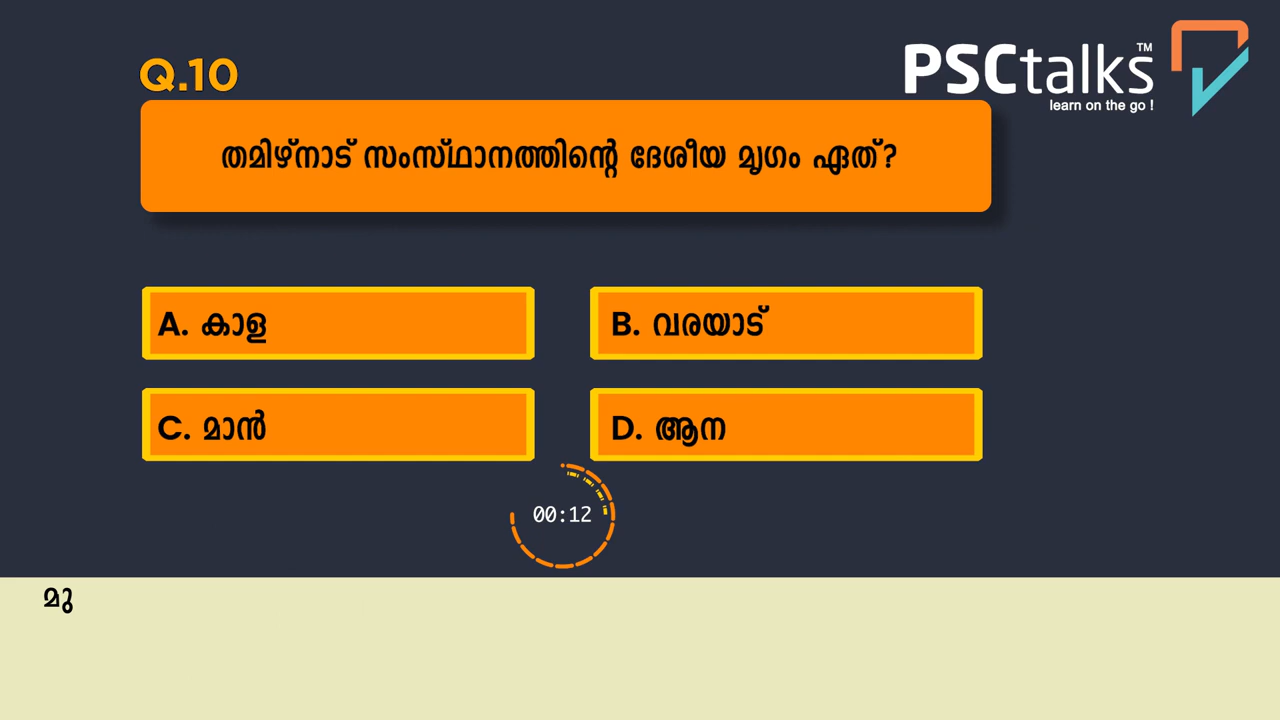 Q.10
PSCtalks™
learn on the go !
തമിഴ്നാട് സംസ്ഥാനത്തിന്റെ ദേശീയ മൃഗം ഏത്?
A. കാള
B. വരയാട്
C. മാൻ
D. ആന
00:12
മു